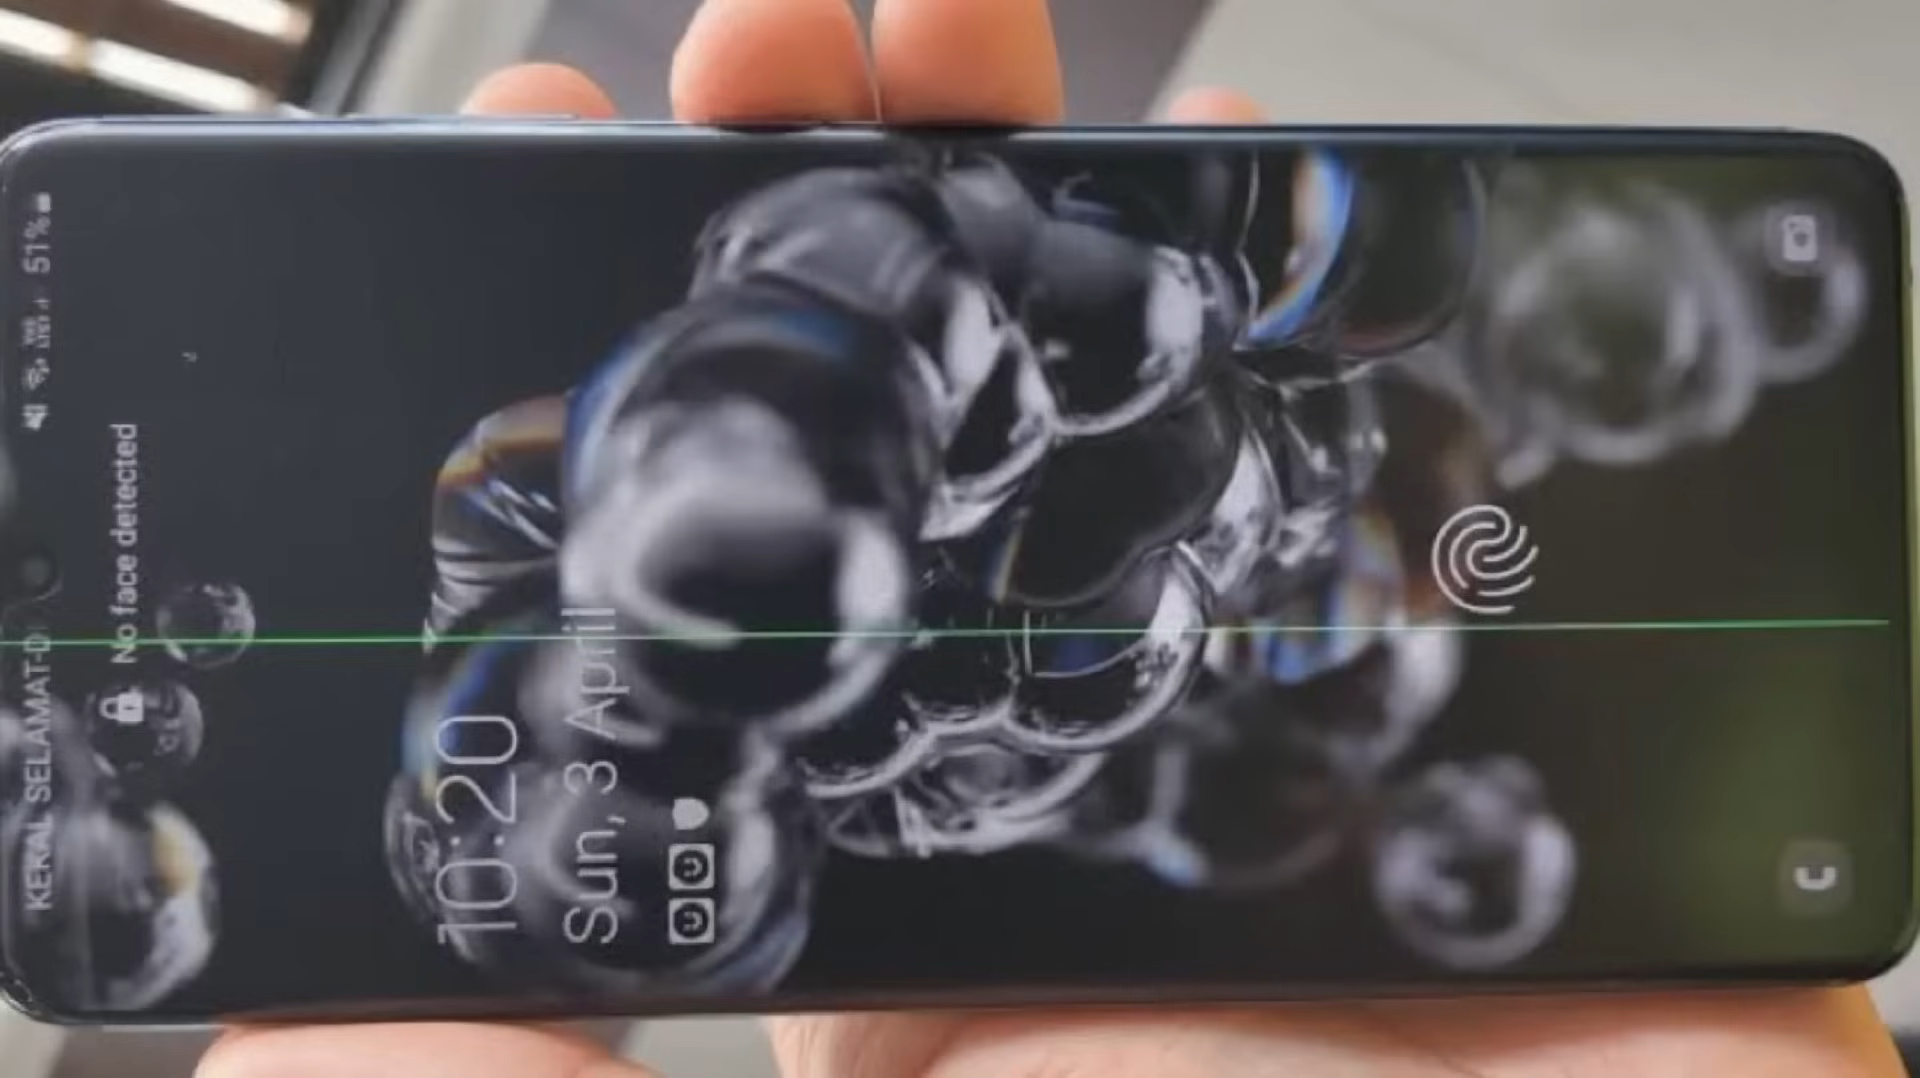 KEKAL SELAMAT-D
51%
No face detected
10:20
Sun, 3 April